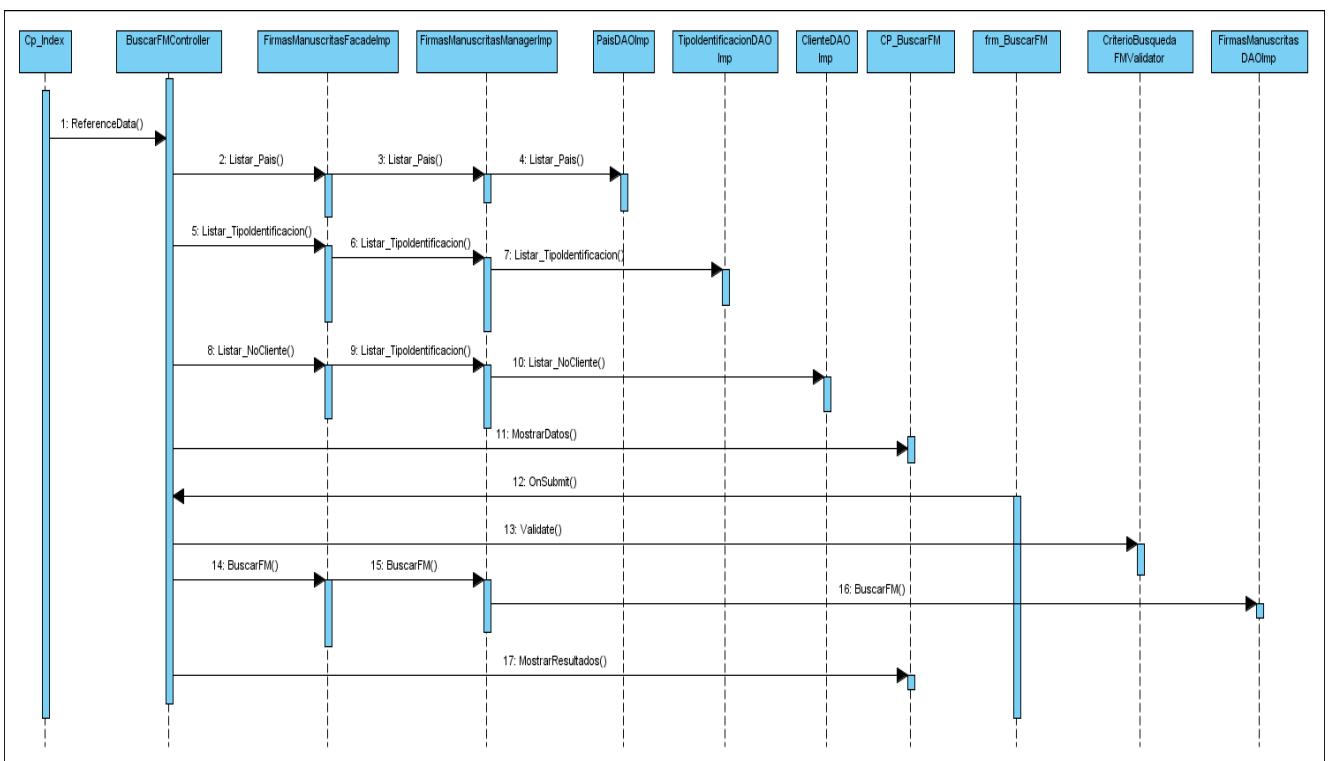 Cp_Index
BuscarFMController
FirmasManuscritasFacadeImp
FirmasManuscritasManagerImp
PaisDAOImp
TipoIdentificacionDAO
Imp
ClienteDAO
Imp
CP_BuscarFM
frm_BuscarFM
CriterioBusqueda
FMValidator
FirmasManuscritas
DAOImp
1: ReferenceData()
2: Listar_Pais()
3: Listar_Pais()
4: Listar_Pais()
5: Listar_TipoIdentificacion()
6: Listar_TipoIdentificacion()
7: Listar_TipoIdentificacion()
8: Listar_NoCliente()
9: Listar_TipoIdentificacion()
10: Listar_NoCliente()
11: MostrarDatos()
12: OnSubmit()
13: Validate()
14: BuscarFM()
15: BuscarFM()
16: BuscarFM()
17: MostrarResultados()